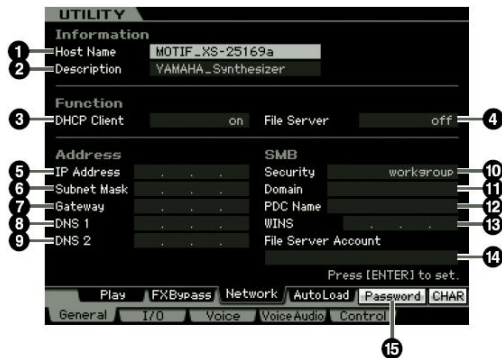 UTILITY
Information
1 Host Name MOTIF_XS-25169a
2 Description YAMAHA_Synthesizer
Function
3 DHCP Client on File Server off 4
Address SMB
5 IP Address . . . Security workgroup 10
6 Subnet Mask . . . Domain 11
7 Gateway . . . PDC Name 12
8 DNS 1 . . . WINS . . . 13
9 DNS 2 . . . File Server Account
14
Press [ENTER] to set.
Play FXBypass Network AutoLoad Password CHAR
General I/O Voice VoiceAudio Control
15